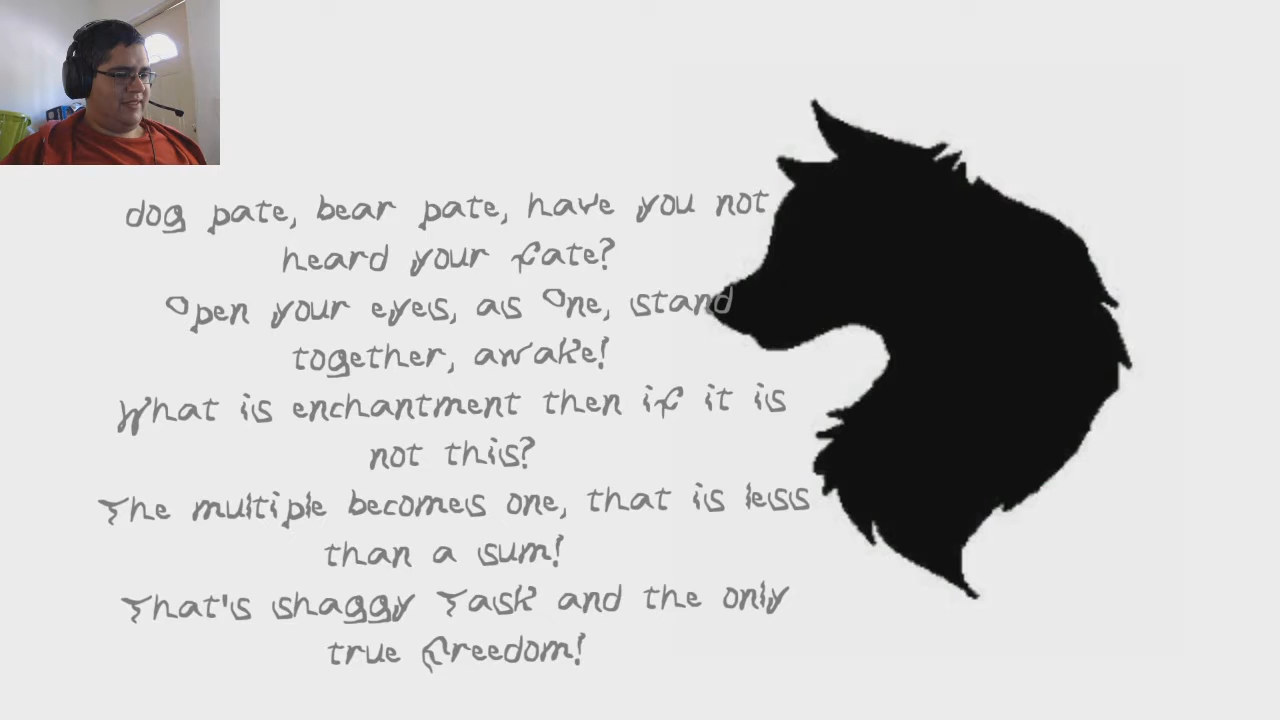 dog pate, bear pate, have you not
heard your fate?
Open your eyes, as One, stand
together, awake!
What is enchantment then if it is
not this?
The multiple becomes one, that is less
than a sum!
That's shaggy Task and the only
true freedom!